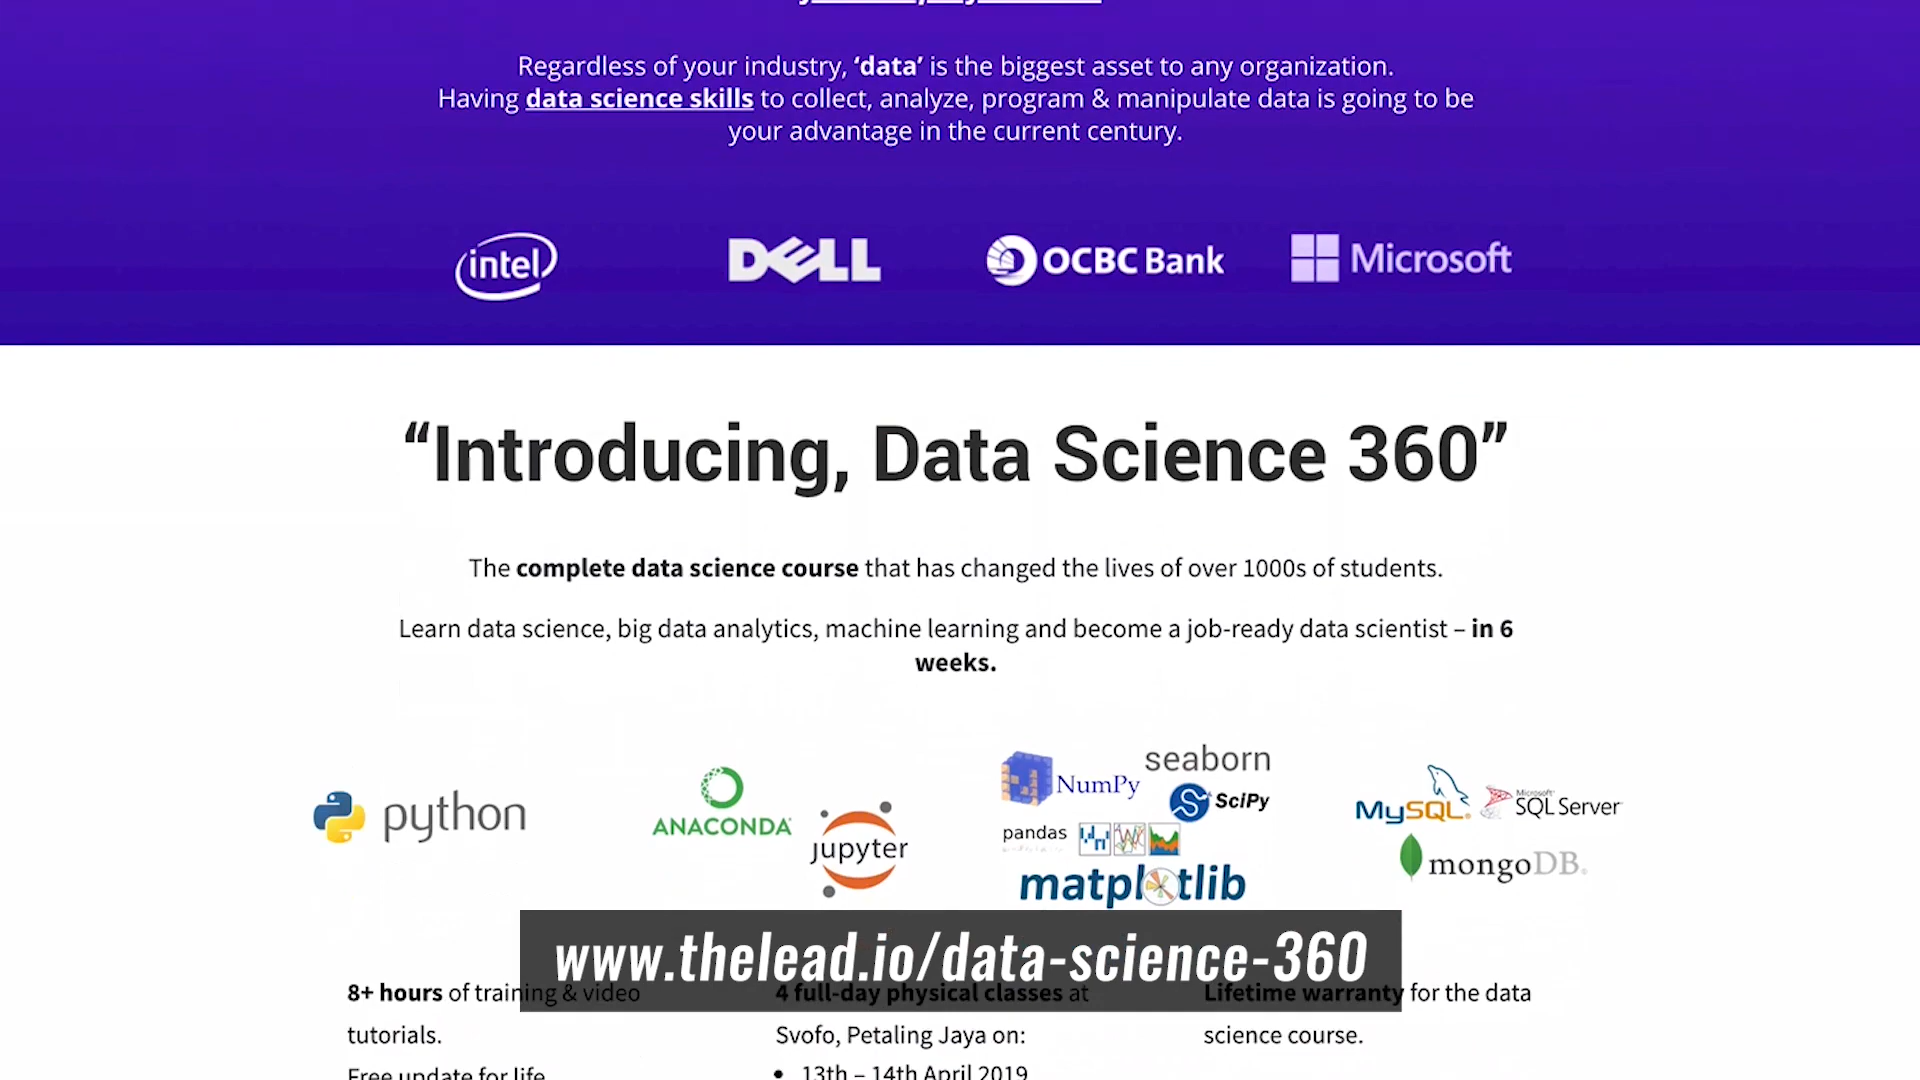 Regardless of your industry, ‘data’ is the biggest asset to any organization.
Having data science skills to collect, analyze, program & manipulate data is going to be
your advantage in the current century.
intel
DELL
OCBC Bank
Microsoft
“Introducing, Data Science 360”
The complete data science course that has changed the lives of over 1000s of students.
Learn data science, big data analytics, machine learning and become a job-ready data scientist – in 6
weeks.
python
ANACONDA
jupyter
NumPy
seaborn
SciPy
pandas
matplotlib
MySQL
Microsoft SQL Server
mongoDB
www.thelead.io/data-science-360
8+ hours of training & video
tutorials.
Free update for life
4 full-day physical classes at
Svofo, Petaling Jaya on:
• 13th – 14th April 2019
Lifetime warranty for the data
science course.